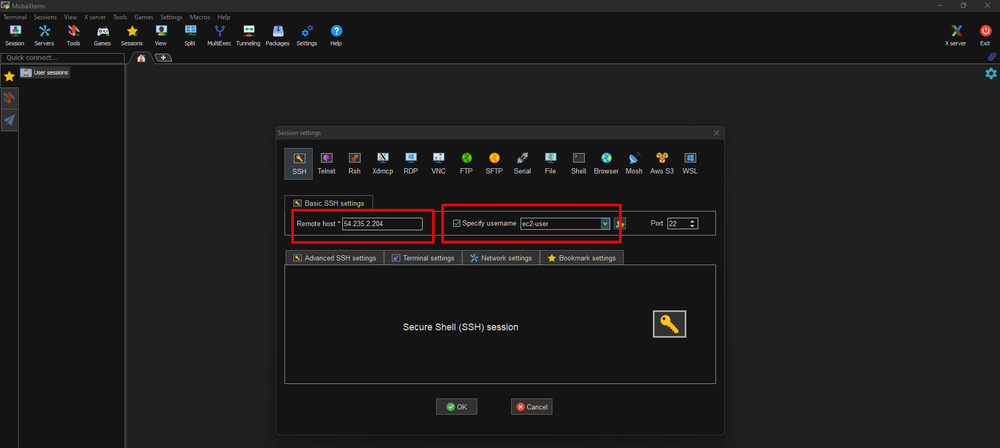 MobaXterm
Terminal Sessions View X server Tools Games Settings Macros Help
Session Servers Tools Games Sessions View Split MultiExec Tunneling Packages Settings Help X server Exit
Quick connect...
User sessions
Session settings
SSH Telnet Rsh Xdmcp RDP VNC FTP SFTP Serial File Shell Browser Mosh Aws S3 WSL
Basic SSH settings
Remote host * 54.235.2.204 Specify username ec2-user Port 22
Advanced SSH settings Terminal settings Network settings Bookmark settings
Secure Shell (SSH) session
OK Cancel